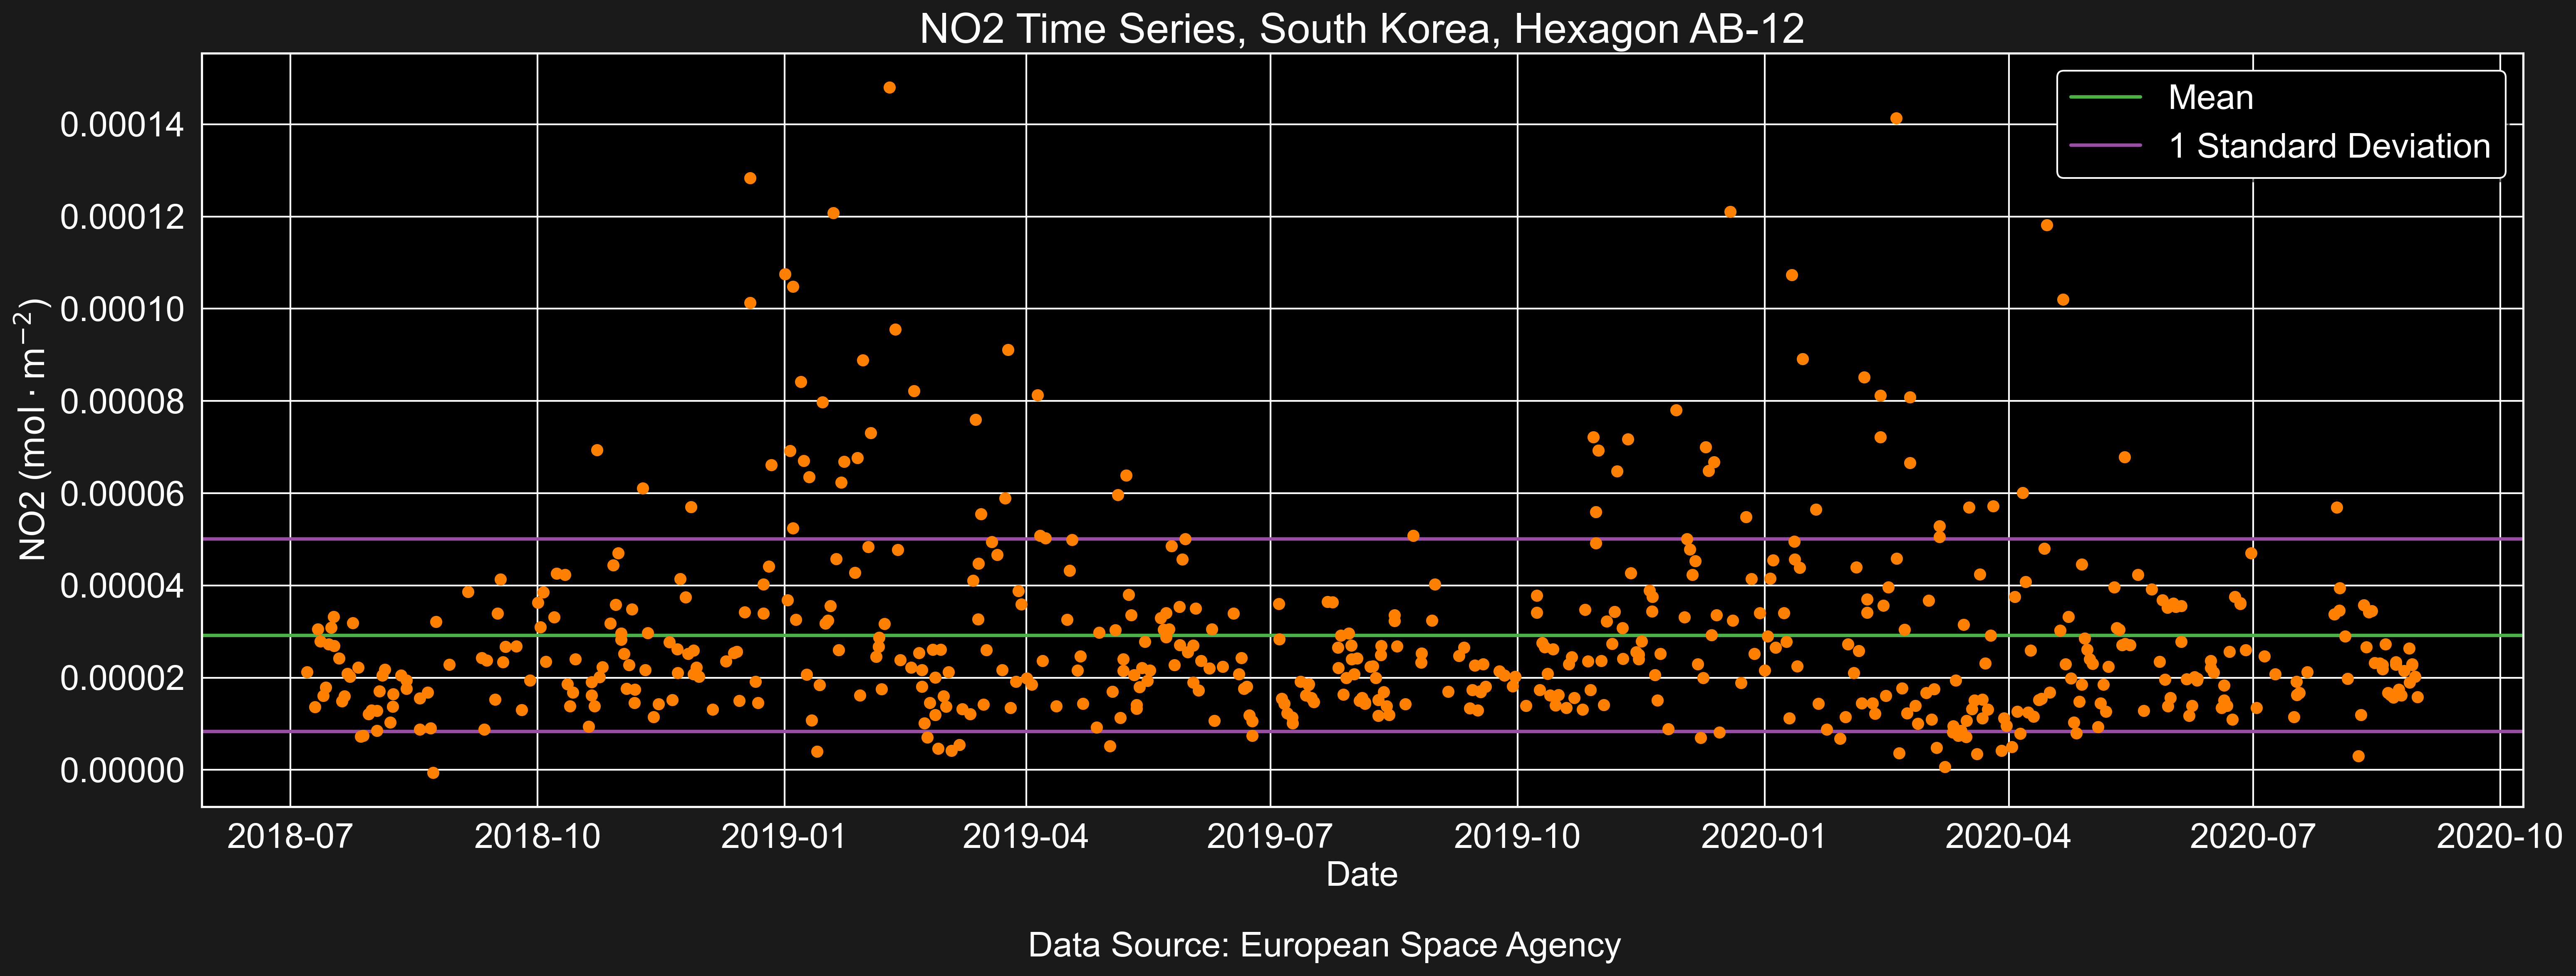 NO2 Time Series, South Korea, Hexagon AB-12
Mean
1 Standard Deviation
NO2 (mol · m⁻²)
0.00014
0.00012
0.00010
0.00008
0.00006
0.00004
0.00002
0.00000
2018-07 2018-10 2019-01 2019-04 2019-07 2019-10 2020-01 2020-04 2020-07 2020-10
Date
Data Source: European Space Agency